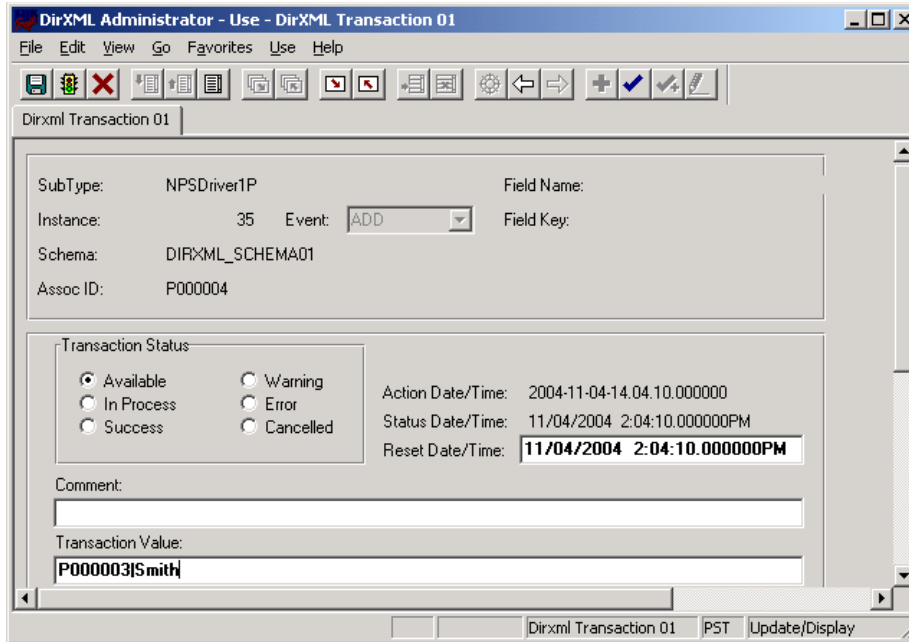 DirXML Administrator - Use - DirXML Transaction 01
File Edit View Go Favorites Use Help
Dirxml Transaction 01
SubType: NPSDriver1P Field Name:
Instance: 35 Event: ADD Field Key:
Schema: DIRXML_SCHEMA01
Assoc ID: P000004
Transaction Status
Available Warning
In Process Error
Success Cancelled
Action Date/Time: 2004-11-04-14.04.10.000000
Status Date/Time: 11/04/2004 2:04:10.000000PM
Reset Date/Time: 11/04/2004 2:04:10.000000PM
Comment:
Transaction Value:
P000003|Smith
Dirxml Transaction 01 PST Update/Display